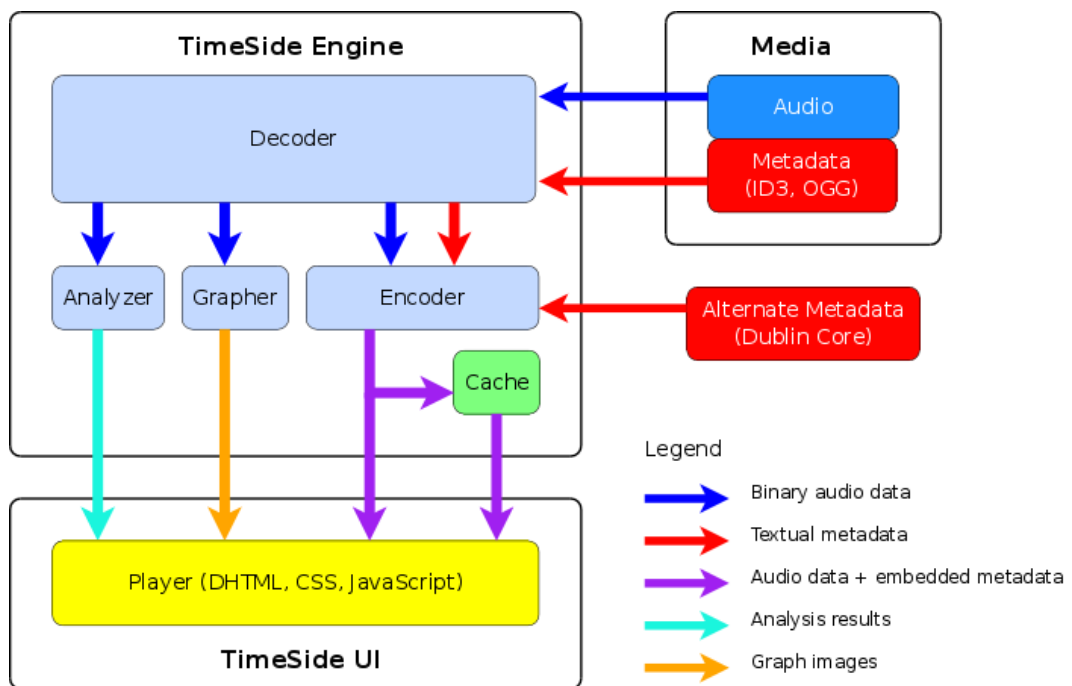 TimeSide Engine
Media
Decoder
Audio
Metadata
(ID3, OGG)
Analyzer
Grapher
Encoder
Alternate Metadata
(Dublin Core)
Cache
Legend
Binary audio data
Textual metadata
Audio data + embedded metadata
Analysis results
Graph images
Player (DHTML, CSS, JavaScript)
TimeSide UI